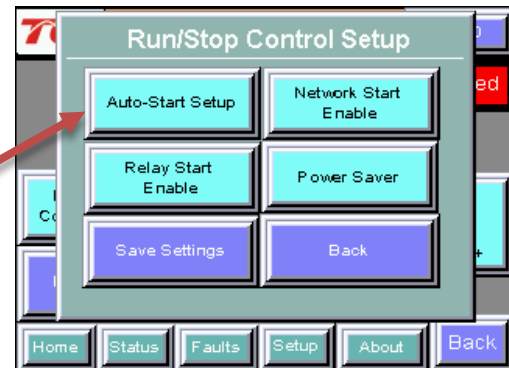 Run/Stop Control Setup
ed
Auto-Start Setup
Network Start
Enable
Relay Start
Enable
Power Saver
Save Settings
Back
+
Home
Status
Faults
Setup
About
Back